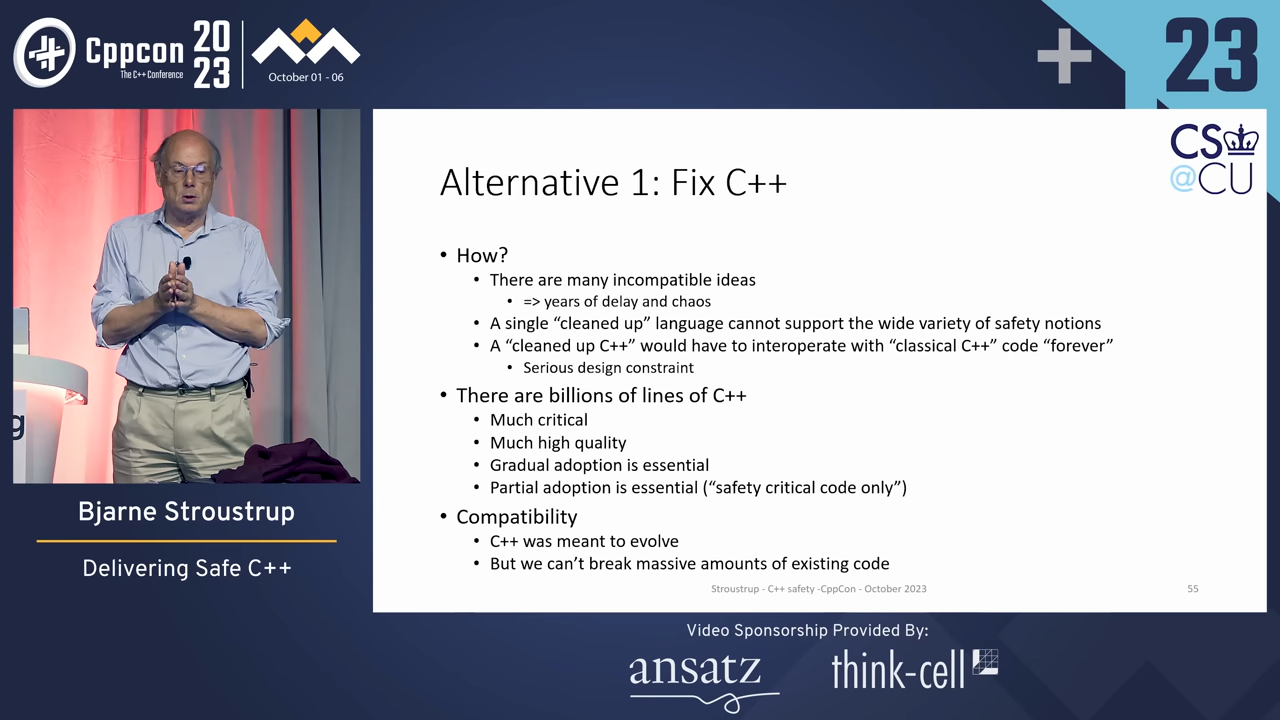 Cppcon
The C++ Conference
20
23
October 01 - 06
23
CS
@CU
Alternative 1: Fix C++
• How?
• There are many incompatible ideas
• => years of delay and chaos
• A single “cleaned up” language cannot support the wide variety of safety notions
• A “cleaned up C++” would have to interoperate with “classical C++” code “forever”
• Serious design constraint
• There are billions of lines of C++
• Much critical
• Much high quality
• Gradual adoption is essential
• Partial adoption is essential (“safety critical code only”)
• Compatibility
• C++ was meant to evolve
• But we can’t break massive amounts of existing code
Stroustrup - C++ safety -CppCon - October 2023
55
g
Bjarne Stroustrup
Delivering Safe C++
Video Sponsorship Provided By:
ansatz
think-cell